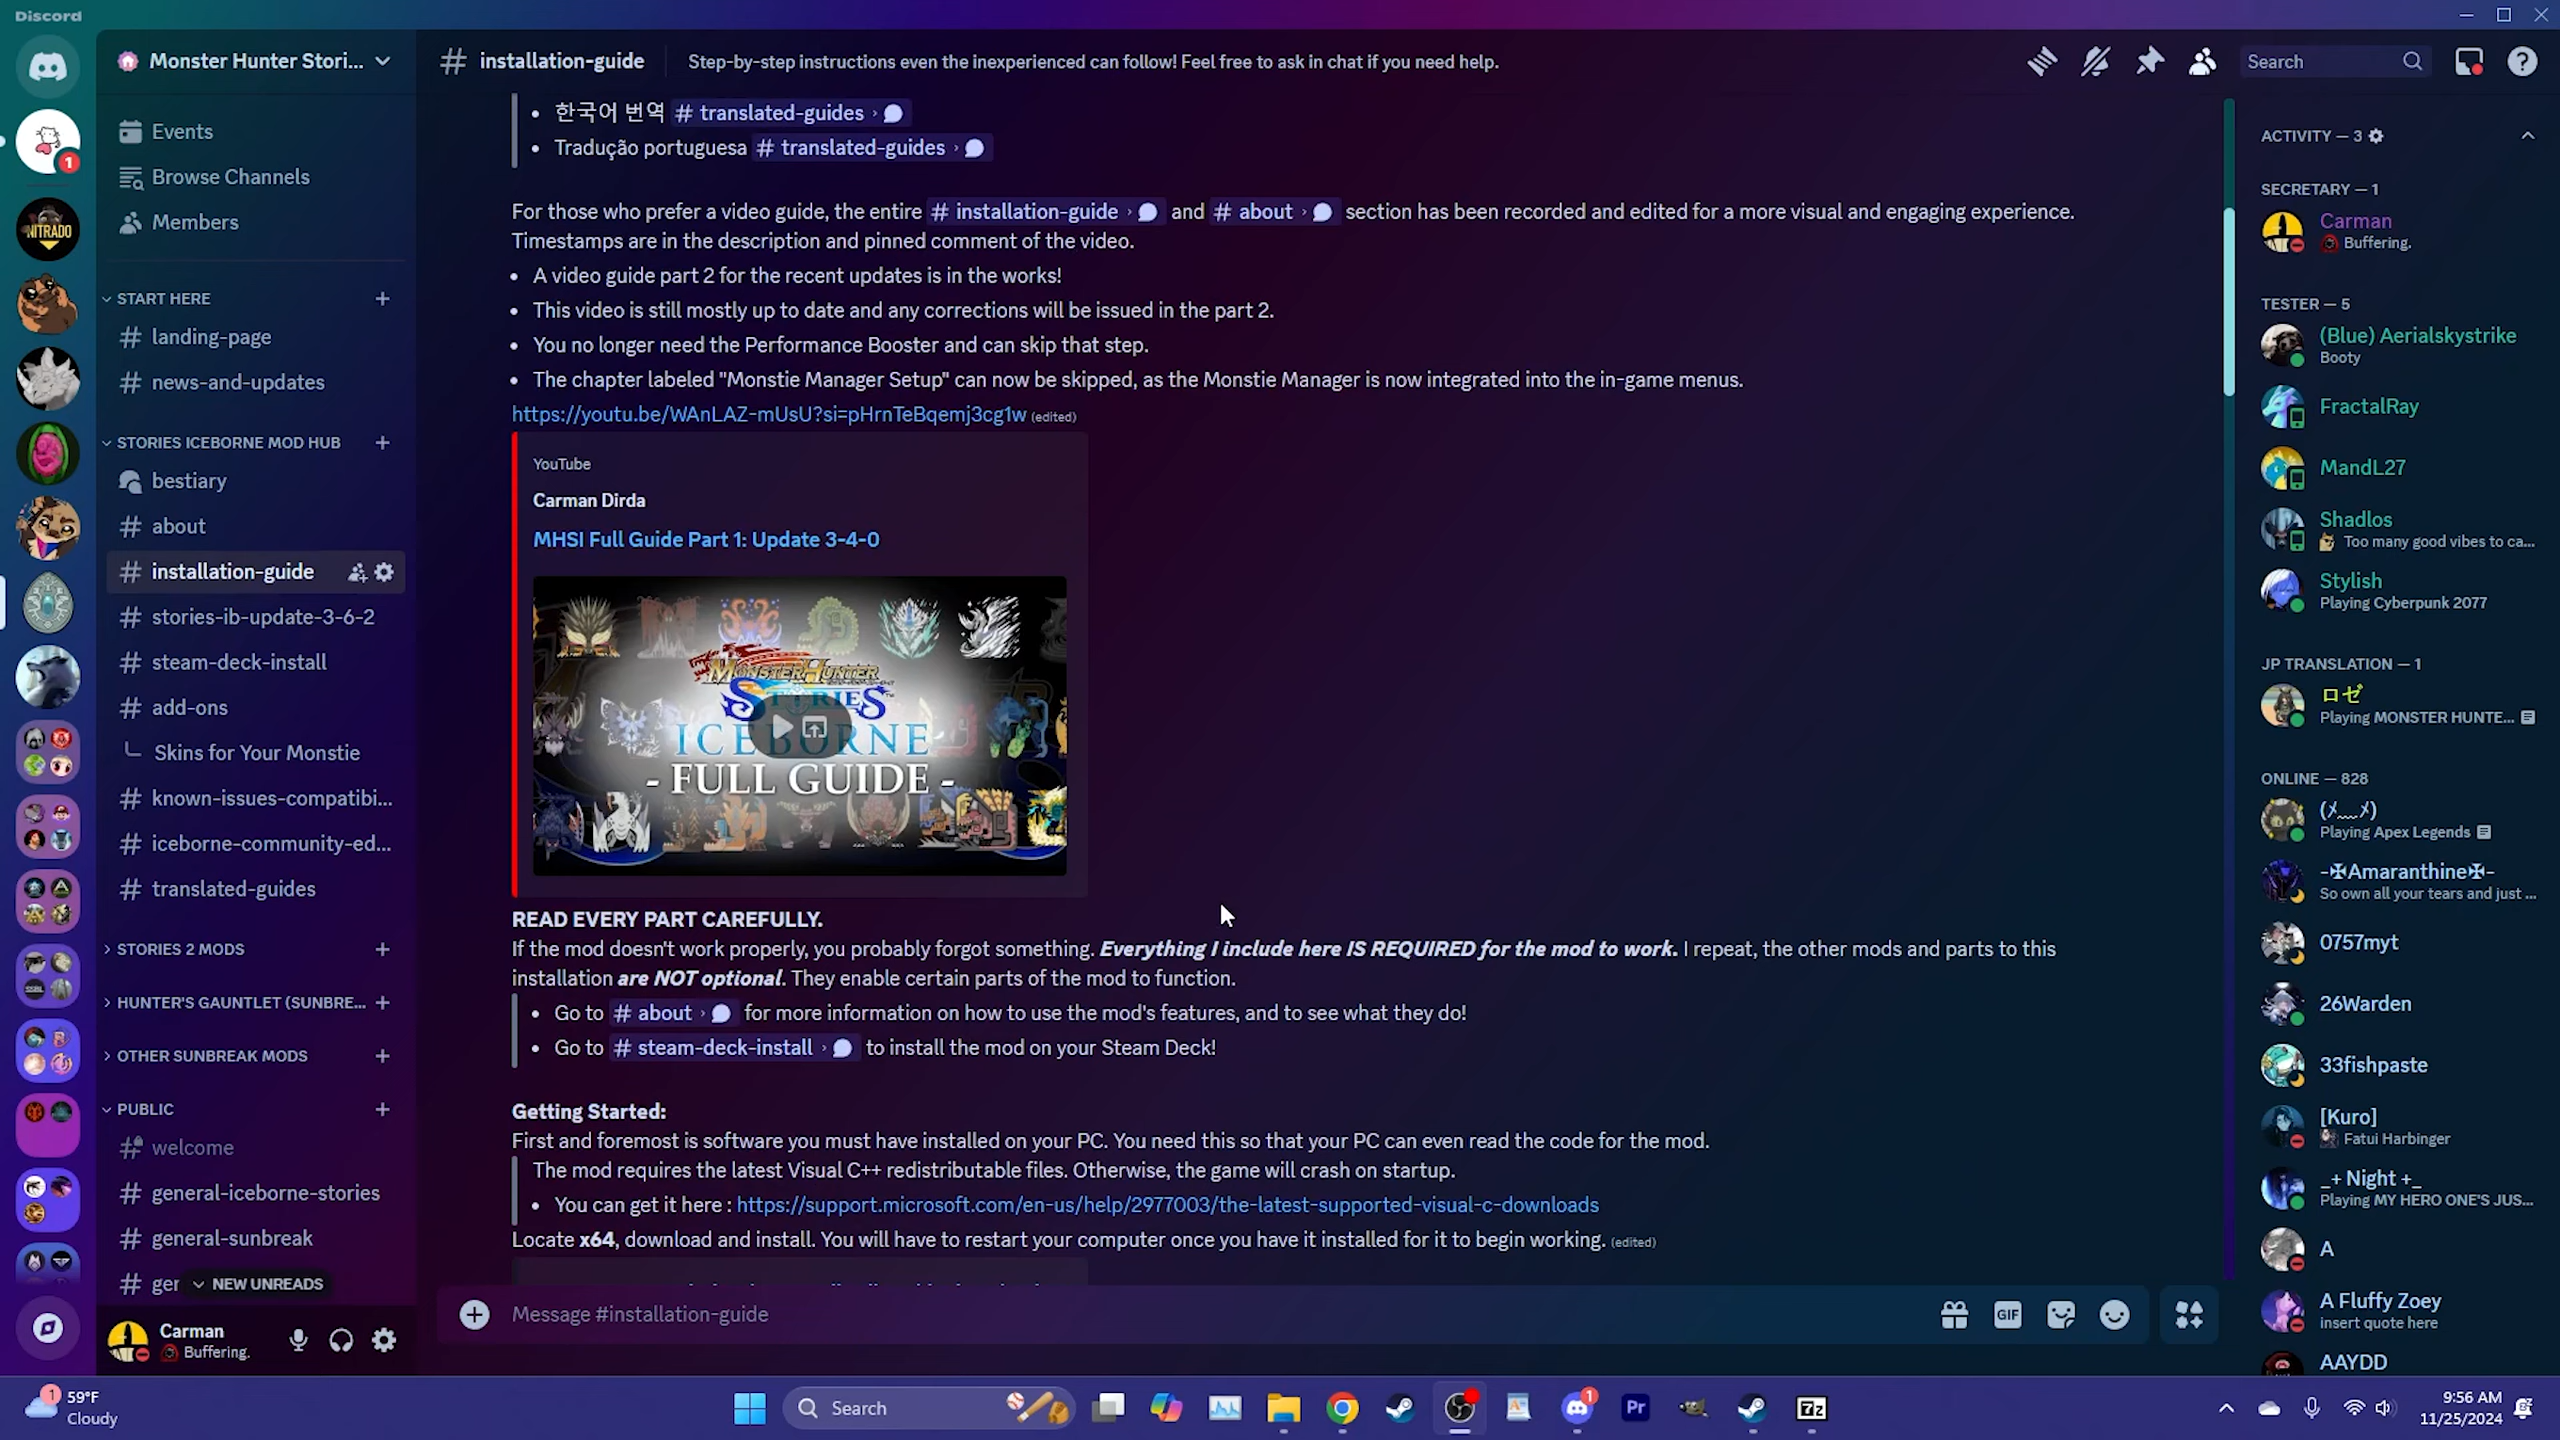 Discord
Monster Hunter Stori...
Events
Browse Channels
Members
START HERE
landing-page
news-and-updates
STORIES ICEBORNE MOD HUB
bestiary
about
installation-guide
stories-ib-update-3-6-2
steam-deck-install
add-ons
Skins for Your Monstie
known-issues-compatibi...
iceborne-community-ed...
translated-guides
STORIES 2 MODS
HUNTER'S GAUNTLET (SUNBRE...
OTHER SUNBREAK MODS
PUBLIC
welcome
general-iceborne-stories
general-sunbreak
ger
NEW UNREADS
Carman
Buffering.
NITRADO
1
installation-guide
Step-by-step instructions even the inexperienced can follow! Feel free to ask in chat if you need help.
Search
• 한국어 번역 # translated-guides ›
• Tradução portuguesa # translated-guides ›
For those who prefer a video guide, the entire # installation-guide › and # about › section has been recorded and edited for a more visual and engaging experience.
Timestamps are in the description and pinned comment of the video.
• A video guide part 2 for the recent updates is in the works!
• This video is still mostly up to date and any corrections will be issued in the part 2.
• You no longer need the Performance Booster and can skip that step.
• The chapter labeled "Monstie Manager Setup" can now be skipped, as the Monstie Manager is now integrated into the in-game menus.
https://youtu.be/WAnLAZ-mUsU?si=pHrnTeBqemj3cg1w (edited)
YouTube
Carman Dirda
MHSI Full Guide Part 1: Update 3-4-0
MONSTER HUNTER
STORIES
ICEBORNE
- FULL GUIDE -
READ EVERY PART CAREFULLY.
If the mod doesn't work properly, you probably forgot something. Everything I include here IS REQUIRED for the mod to work. I repeat, the other mods and parts to this
installation are NOT optional. They enable certain parts of the mod to function.
• Go to # about › for more information on how to use the mod's features, and to see what they do!
• Go to # steam-deck-install › to install the mod on your Steam Deck!
Getting Started:
First and foremost is software you must have installed on your PC. You need this so that your PC can even read the code for the mod.
The mod requires the latest Visual C++ redistributable files. Otherwise, the game will crash on startup.
• You can get it here : https://support.microsoft.com/en-us/help/2977003/the-latest-supported-visual-c-downloads
Locate x64, download and install. You will have to restart your computer once you have it installed for it to begin working. (edited)
Message #installation-guide
GIF
ACTIVITY — 3
SECRETARY — 1
Carman
Buffering.
TESTER — 5
(Blue) Aerialskystrike
Booty
FractalRay
MandL27
Shadlos
Too many good vibes to ca...
Stylish
Playing Cyberpunk 2077
JP TRANSLATION — 1
ロゼ
Playing MONSTER HUNTE...
ONLINE — 828
(メ﹏メ)
Playing Apex Legends
-✠Amaranthine✠-
So own all your tears and just ...
0757myt
26Warden
33fishpaste
[Kuro]
Fatui Harbinger
_+ Night +_
Playing MY HERO ONE'S JUS...
A
A Fluffy Zoey
insert quote here
AAYDD
1
59°F
Cloudy
Search
1
Pr
7z
9:56 AM
11/25/2024